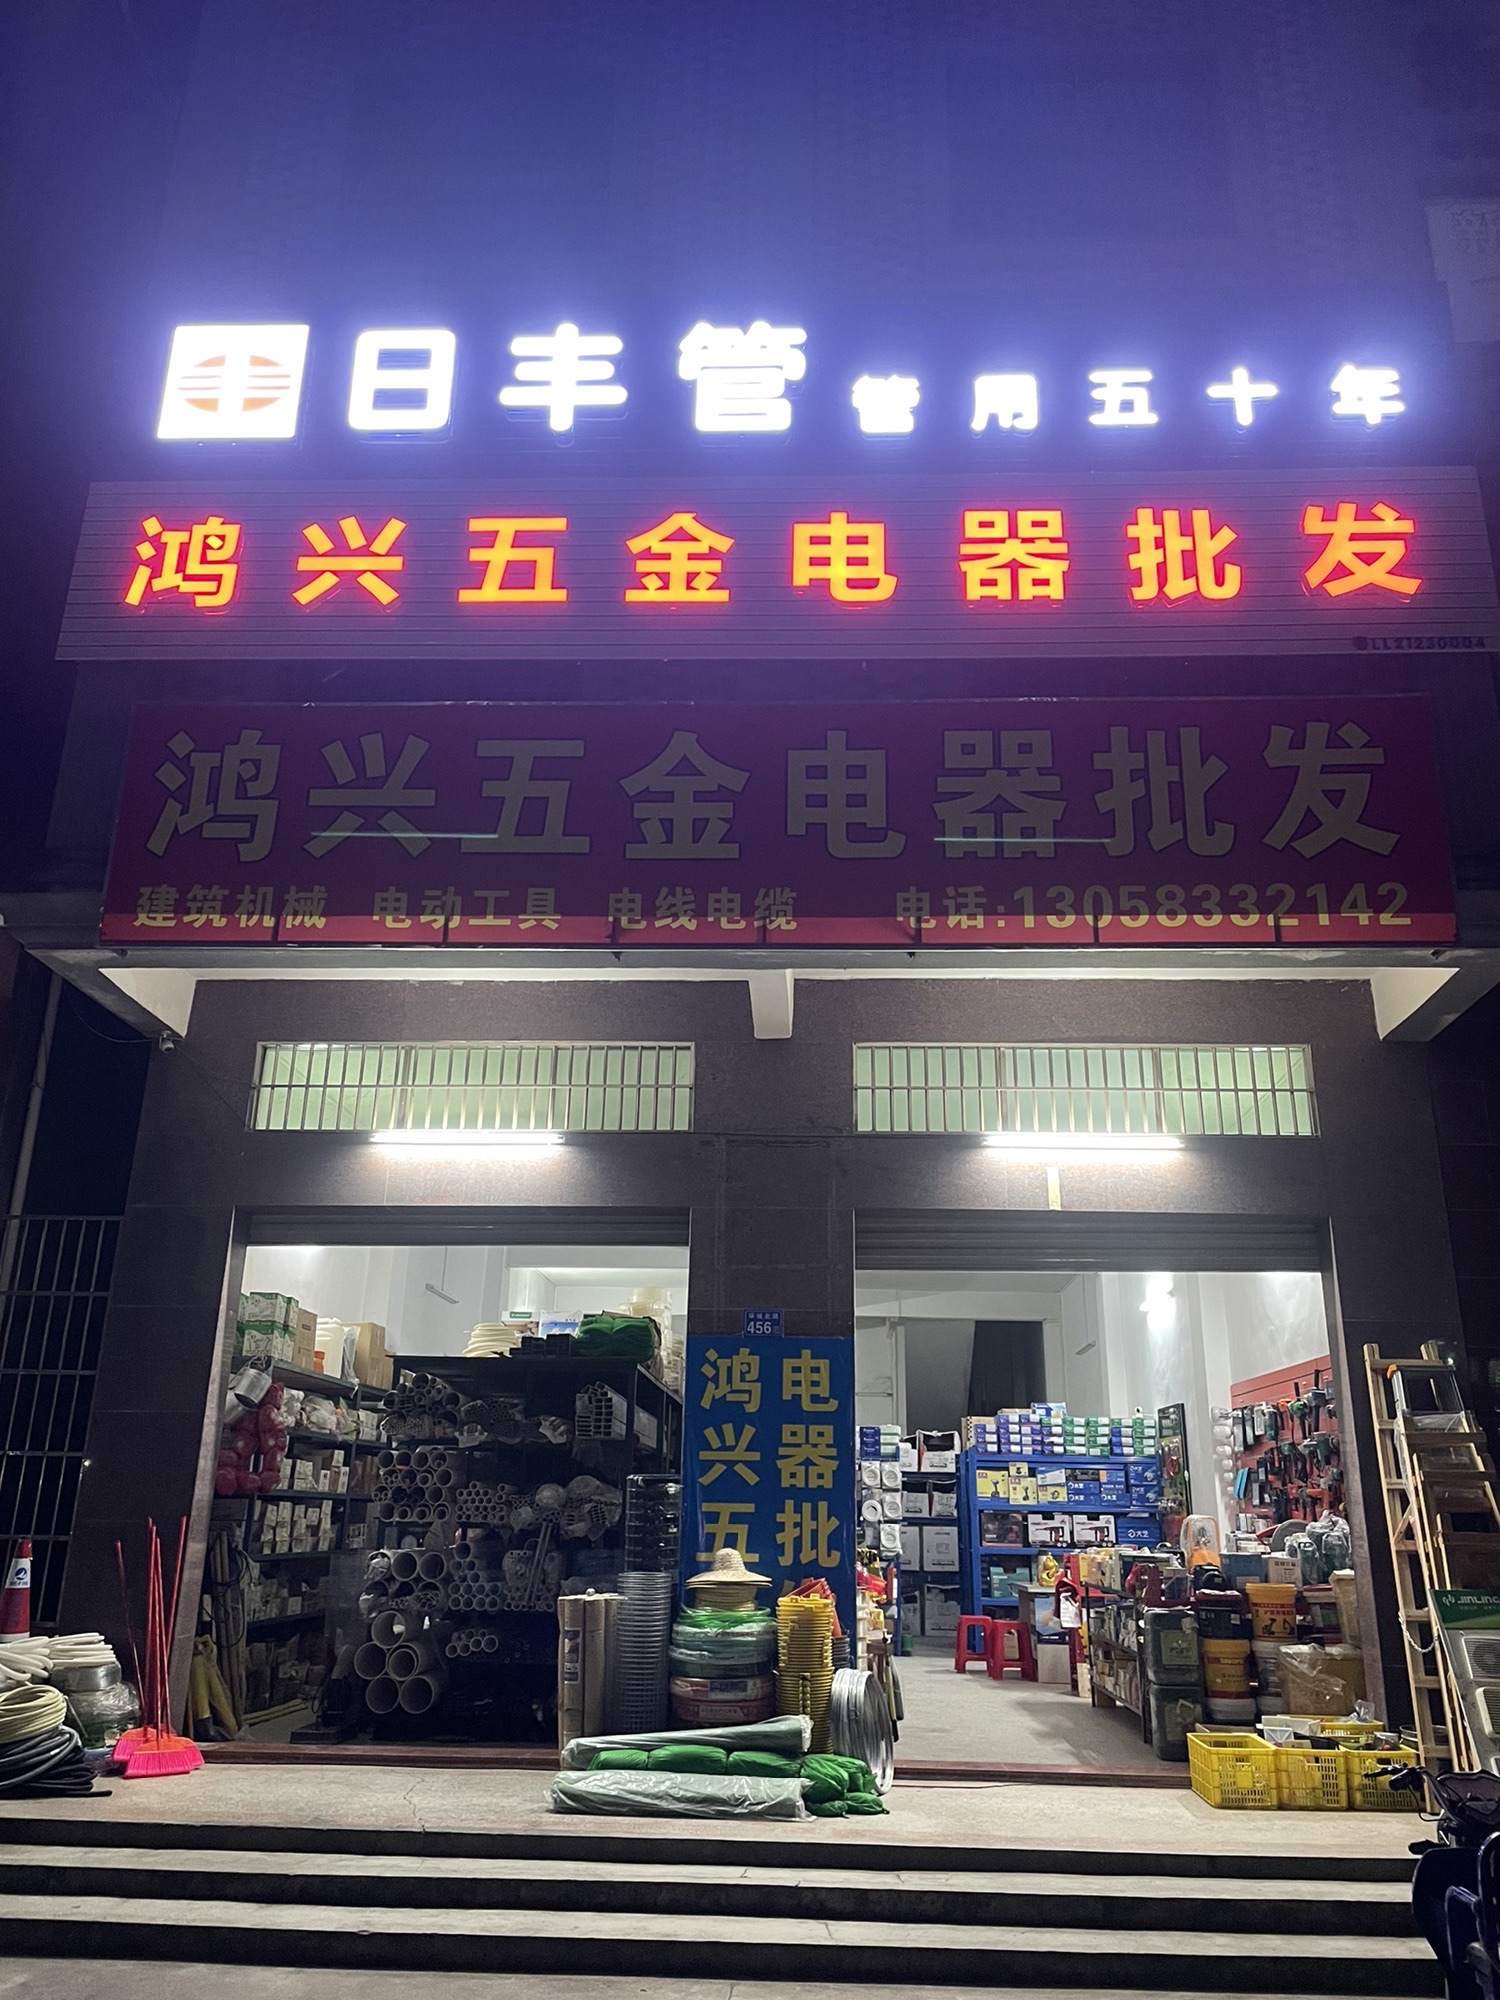 日丰管 管用五十年
鸿兴五金电器批发
LL21230004
鸿兴五金电器批发
建筑机械 电动工具 电线电缆 电话:13058332142
456
鸿兴五
电器批
JINLING